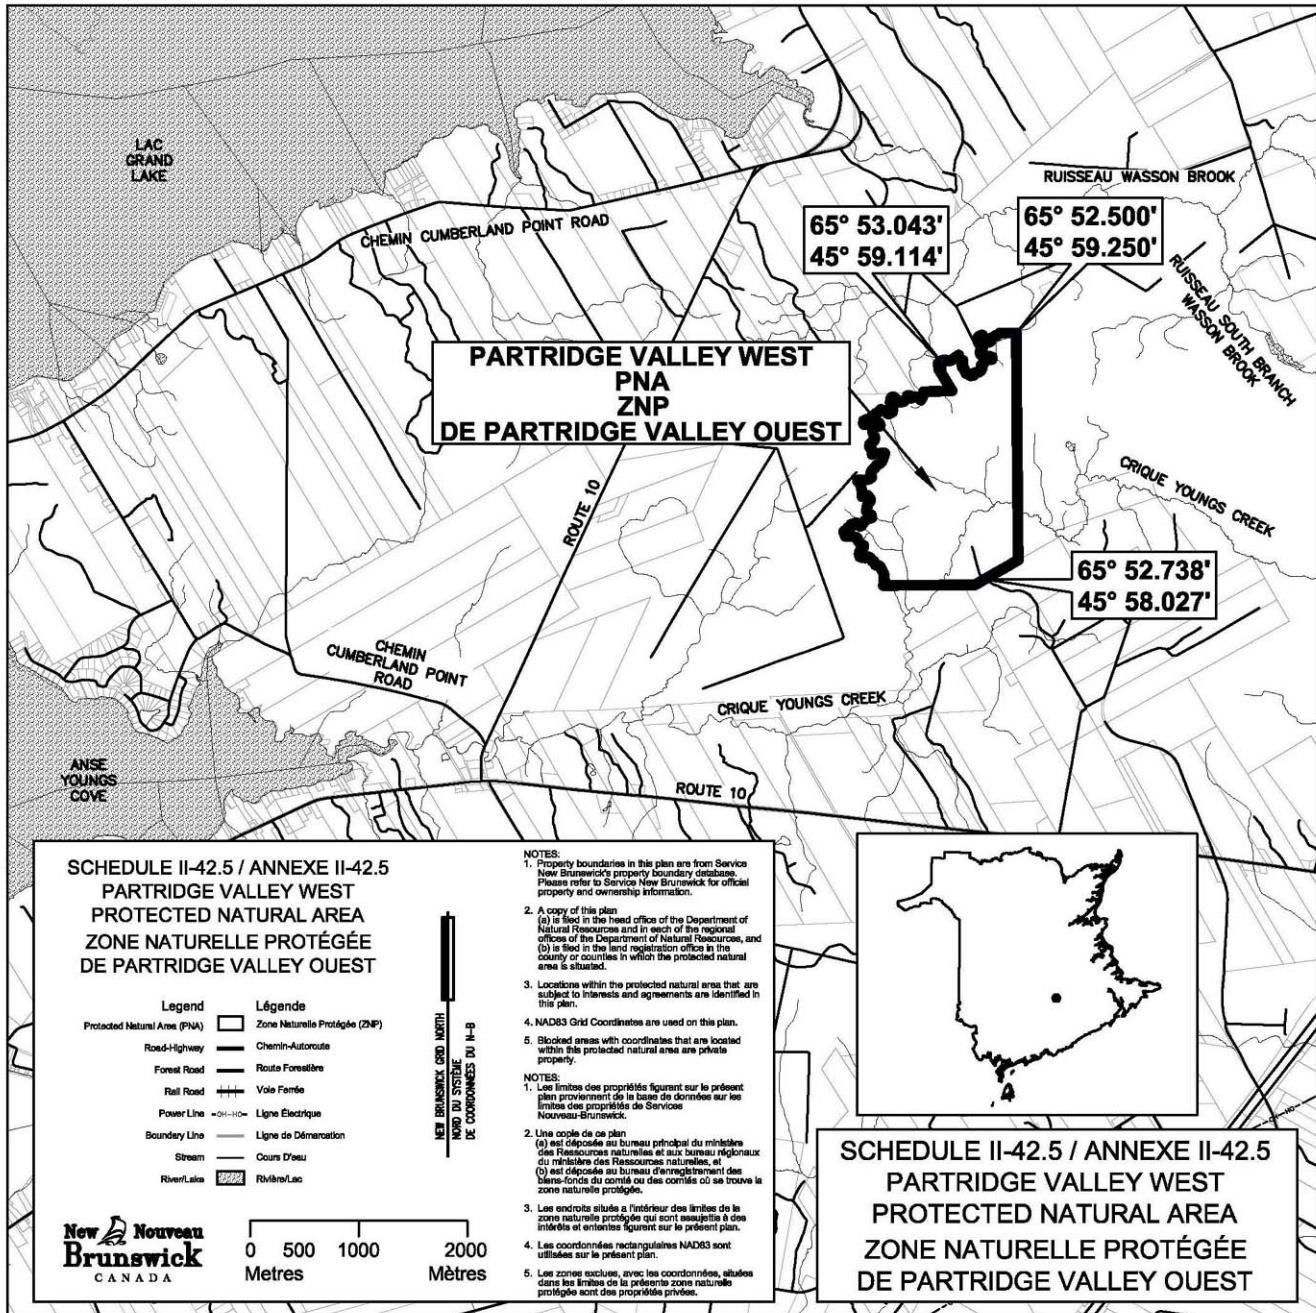 LAC
GRAND
LAKE
CHEMIN CUMBERLAND POINT ROAD
RUISSEAU WASSON BROOK
65° 53.043'
45° 59.114'
65° 52.500'
45° 59.250'
RUISSEAU SOUTH BRANCH
WASSON BROOK
PARTRIDGE VALLEY WEST
PNA
ZNP
DE PARTRIDGE VALLEY OUEST
CRIQUE YOUNGS CREEK
ROUTE 10
65° 52.738'
45° 58.027'
CHEMIN
CUMBERLAND POINT
ROAD
CRIQUE YOUNGS CREEK
ANSE
YOUNGS
COVE
ROUTE 10
SCHEDULE II-42.5 / ANNEXE II-42.5
PARTRIDGE VALLEY WEST
PROTECTED NATURAL AREA
ZONE NATURELLE PROTÉGÉE
DE PARTRIDGE VALLEY OUEST
Legend Légende
Protected Natural Area (PNA) Zone Naturelle Protégée (ZNP)
Road-Highway Chemin-Autoroute
Forest Road Route Forestière
Rail Road Voie Ferrée
Power Line -OH-HO- Ligne Électrique
Boundary Line Ligne de Démarcation
Stream Cours D'eau
River/Lake Rivière/Lac
NEW BRUNSWICK GRID NORTH
NORD DU SYSTÈME
DE COORDONNÉES DU N-B
New Nouveau
Brunswick
CANADA
0 500 1000 2000
Metres Mètres
NOTES:
1. Property boundaries in this plan are from Service
New Brunswick's property boundary database.
Please refer to Service New Brunswick for official
property and ownership information.
2. A copy of this plan
(a) is filed in the head office of the Department of
Natural Resources and in each of the regional
offices of the Department of Natural Resources, and
(b) is filed in the land registration office in the
county or counties in which the protected natural
area is situated.
3. Locations within the protected natural area that are
subject to interests and agreements are identified in
this plan.
4. NAD83 Grid Coordinates are used on this plan.
5. Blocked areas with coordinates that are located
within this protected natural area are private
property.
NOTES:
1. Les limites des propriétés figurant sur le présent
plan proviennent de la base de données sur les
limites des propriétés de Services
Nouveau-Brunswick.
2. Une copie de ce plan
(a) est déposée au bureau principal du ministère
des Ressources naturelles et aux bureau régionaux
du ministère des Ressources naturelles, et
(b) est déposée au bureau d'enregistrement des
biens-fonds du comté ou des comtés où se trouve la
zone naturelle protégée.
3. Les endroits situés a l'intérieur des limites de la
zone naturelle protégée qui sont assujettis à des
intérêts et ententes figurent sur le présent plan.
4. Les coordonnées rectangulaires NAD83 sont
utilisées sur le présent plan.
5. Les zones exclues, avec les coordonnées, situées
dans les limites de la présente zone naturelle
protégée sont des propriétés privées.
OH-HO
SCHEDULE II-42.5 / ANNEXE II-42.5
PARTRIDGE VALLEY WEST
PROTECTED NATURAL AREA
ZONE NATURELLE PROTÉGÉE
DE PARTRIDGE VALLEY OUEST